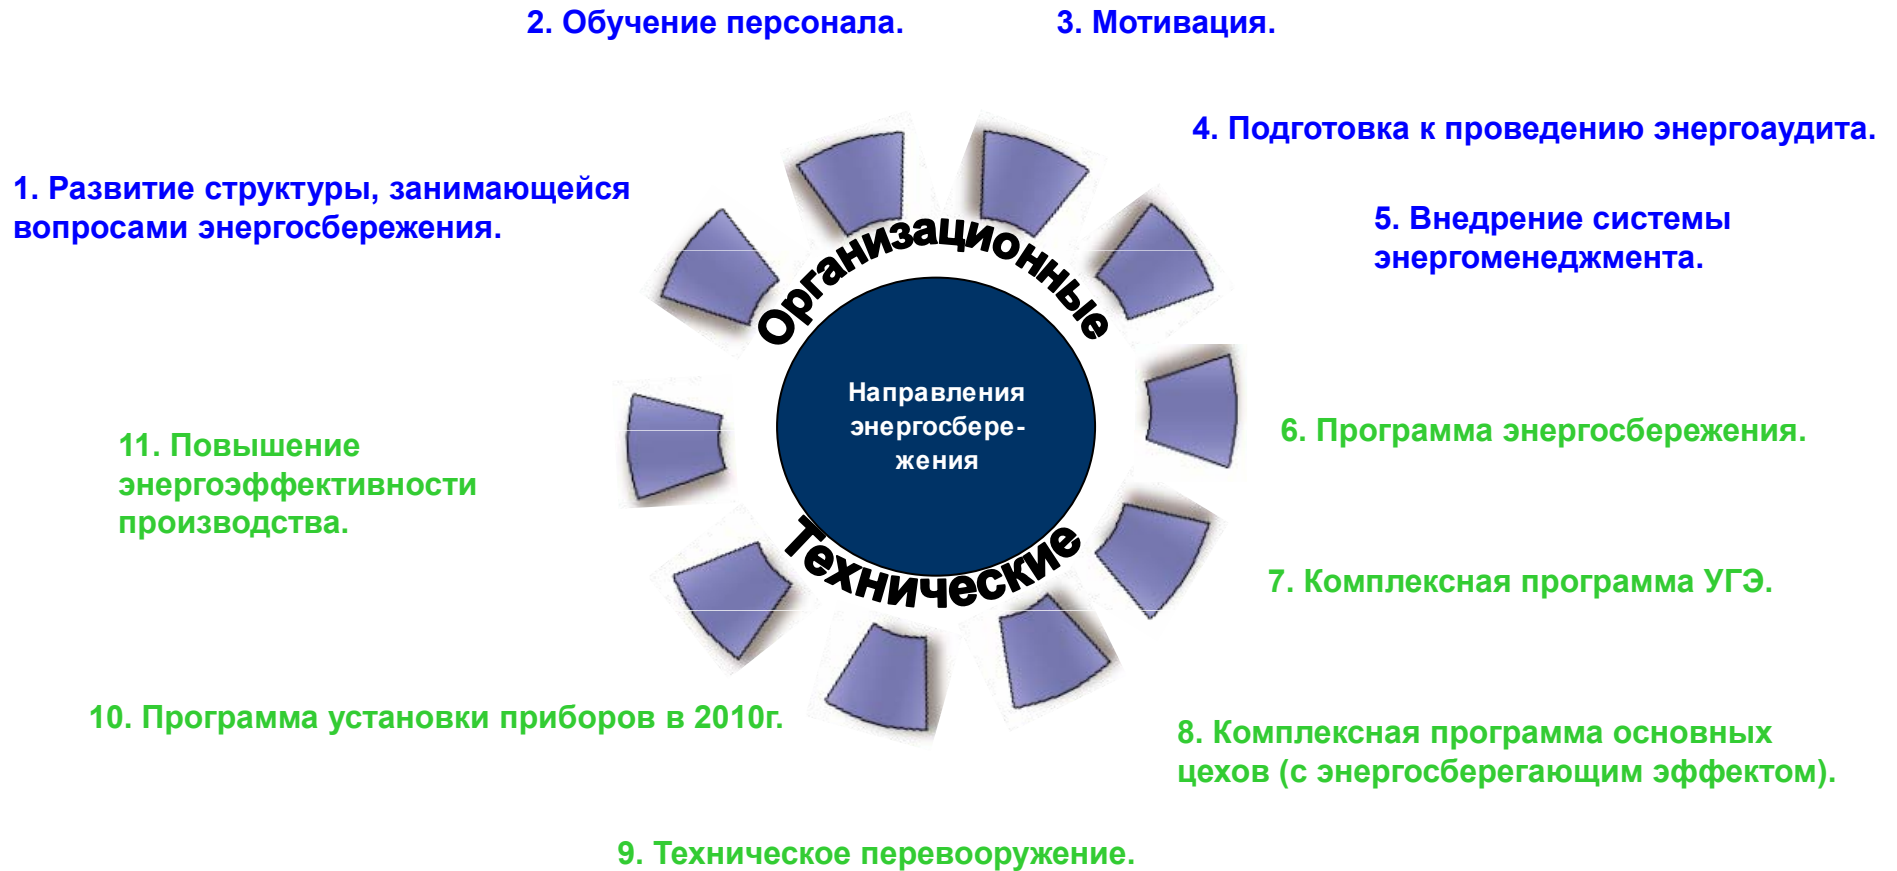 2. Обучение персонала.
3. Мотивация.
4. Подготовка к проведению энергоаудита.
1. Развитие структуры, занимающейся
вопросами энергосбережения.
5. Внедрение системы
энергоменеджмента.
Организационные
Направления
энергосбере-
жения
6. Программа энергосбережения.
11. Повышение
энергоэффективности
производства.
Технические
7. Комплексная программа УГЭ.
10. Программа установки приборов в 2010г.
8. Комплексная программа основных
цехов (с энергосберегающим эффектом).
9. Техническое перевооружение.